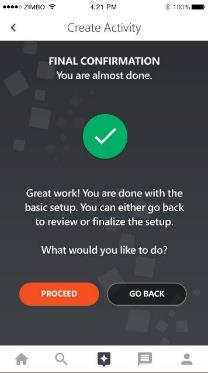 ZIMBO 4:21 PM 100%
Create Activity
FINAL CONFIRMATION
You are almost done.
Great work! You are done with the
basic setup. You can either go back
to review or finalize the setup.
What would you like to do?
PROCEED GO BACK